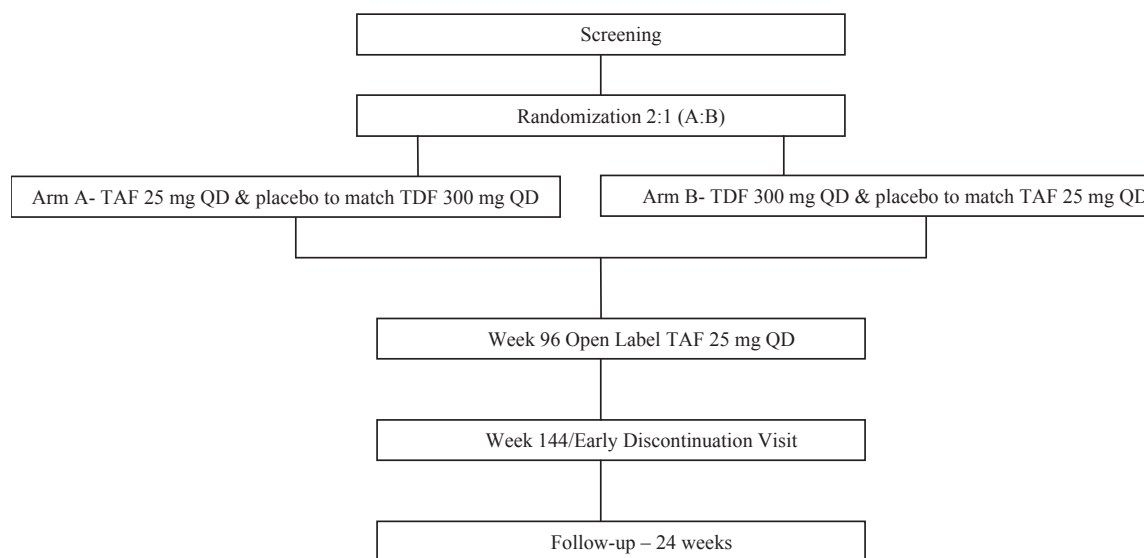 Screening
Randomization 2:1 (A:B)
Arm A- TAF 25 mg QD & placebo to match TDF 300 mg QD
Arm B- TDF 300 mg QD & placebo to match TAF 25 mg QD
Week 96 Open Label TAF 25 mg QD
Week 144/Early Discontinuation Visit
Follow-up – 24 weeks